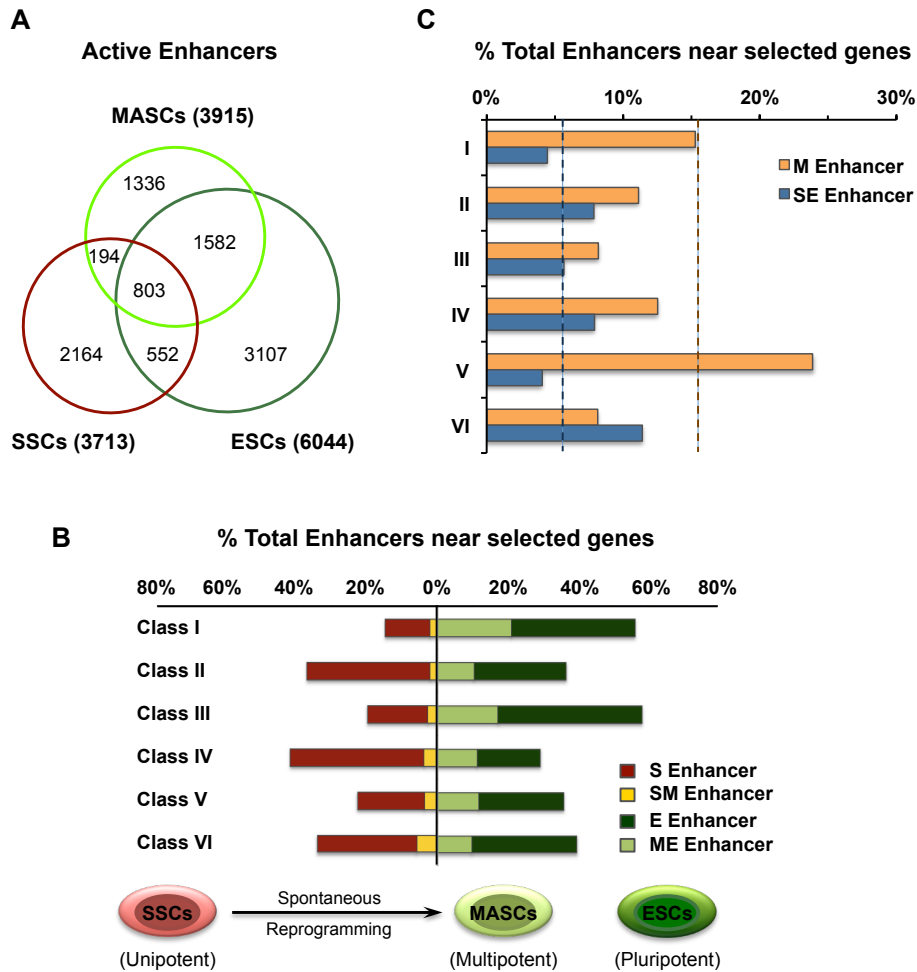 A
Active Enhancers
MASCs (3915)
1336
194
1582
803
2164
552
3107
SSCs (3713)
ESCs (6044)
C
% Total Enhancers near selected genes
0% 10% 20% 30%
I
II
III
IV
V
VI
M Enhancer
SE Enhancer
B
% Total Enhancers near selected genes
80% 60% 40% 20% 0% 20% 40% 60% 80%
Class I
Class II
Class III
Class IV
Class V
Class VI
S Enhancer
SM Enhancer
E Enhancer
ME Enhancer
SSCs
Spontaneous
Reprogramming
MASCs
ESCs
(Unipotent)
(Multipotent)
(Pluripotent)